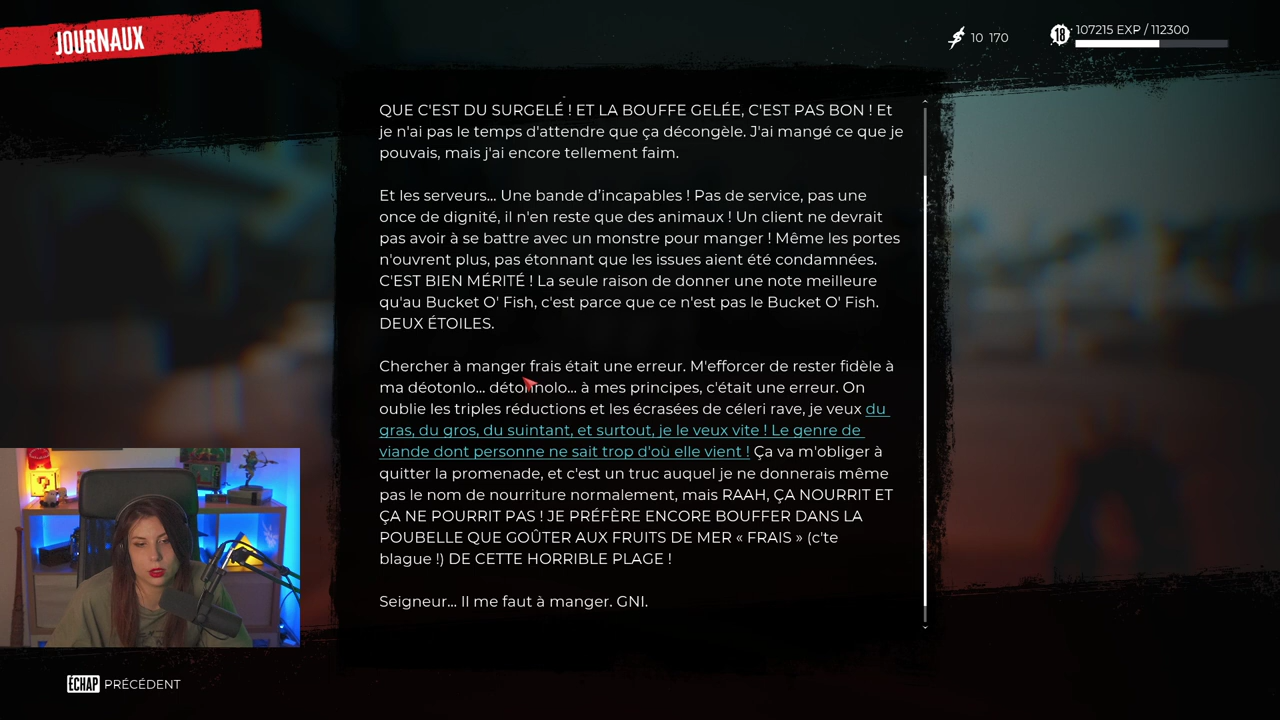 JOURNAUX
10 170
18
107215 EXP / 112300
QUE C'EST DU SURGELÉ ! ET LA BOUFFE GELÉE, C'EST PAS BON ! Et
je n'ai pas le temps d'attendre que ça décongèle. J'ai mangé ce que je
pouvais, mais j'ai encore tellement faim.
Et les serveurs... Une bande d'incapables ! Pas de service, pas une
once de dignité, il n'en reste que des animaux ! Un client ne devrait
pas avoir à se battre avec un monstre pour manger ! Même les portes
n'ouvrent plus, pas étonnant que les issues aient été condamnées.
C'EST BIEN MÉRITÉ ! La seule raison de donner une note meilleure
qu'au Bucket O' Fish, c'est parce que ce n'est pas le Bucket O' Fish.
DEUX ÉTOILES.
Chercher à manger frais était une erreur. M'efforcer de rester fidèle à
ma déotonlo... détonnolo... à mes principes, c'était une erreur. On
oublie les triples réductions et les écrasées de céleri rave, je veux du
gras, du gros, du suintant, et surtout, je le veux vite ! Le genre de
viande dont personne ne sait trop d'où elle vient ! Ça va m'obliger à
quitter la promenade, et c'est un truc auquel je ne donnerais même
pas le nom de nourriture normalement, mais RAAH, ÇA NOURRIT ET
ÇA NE POURRIT PAS ! JE PRÉFÈRE ENCORE BOUFFER DANS LA
POUBELLE QUE GOÛTER AUX FRUITS DE MER « FRAIS » (c'te
blague !) DE CETTE HORRIBLE PLAGE !
Seigneur... Il me faut à manger. GNI.
ÉCHAP PRÉCÉDENT